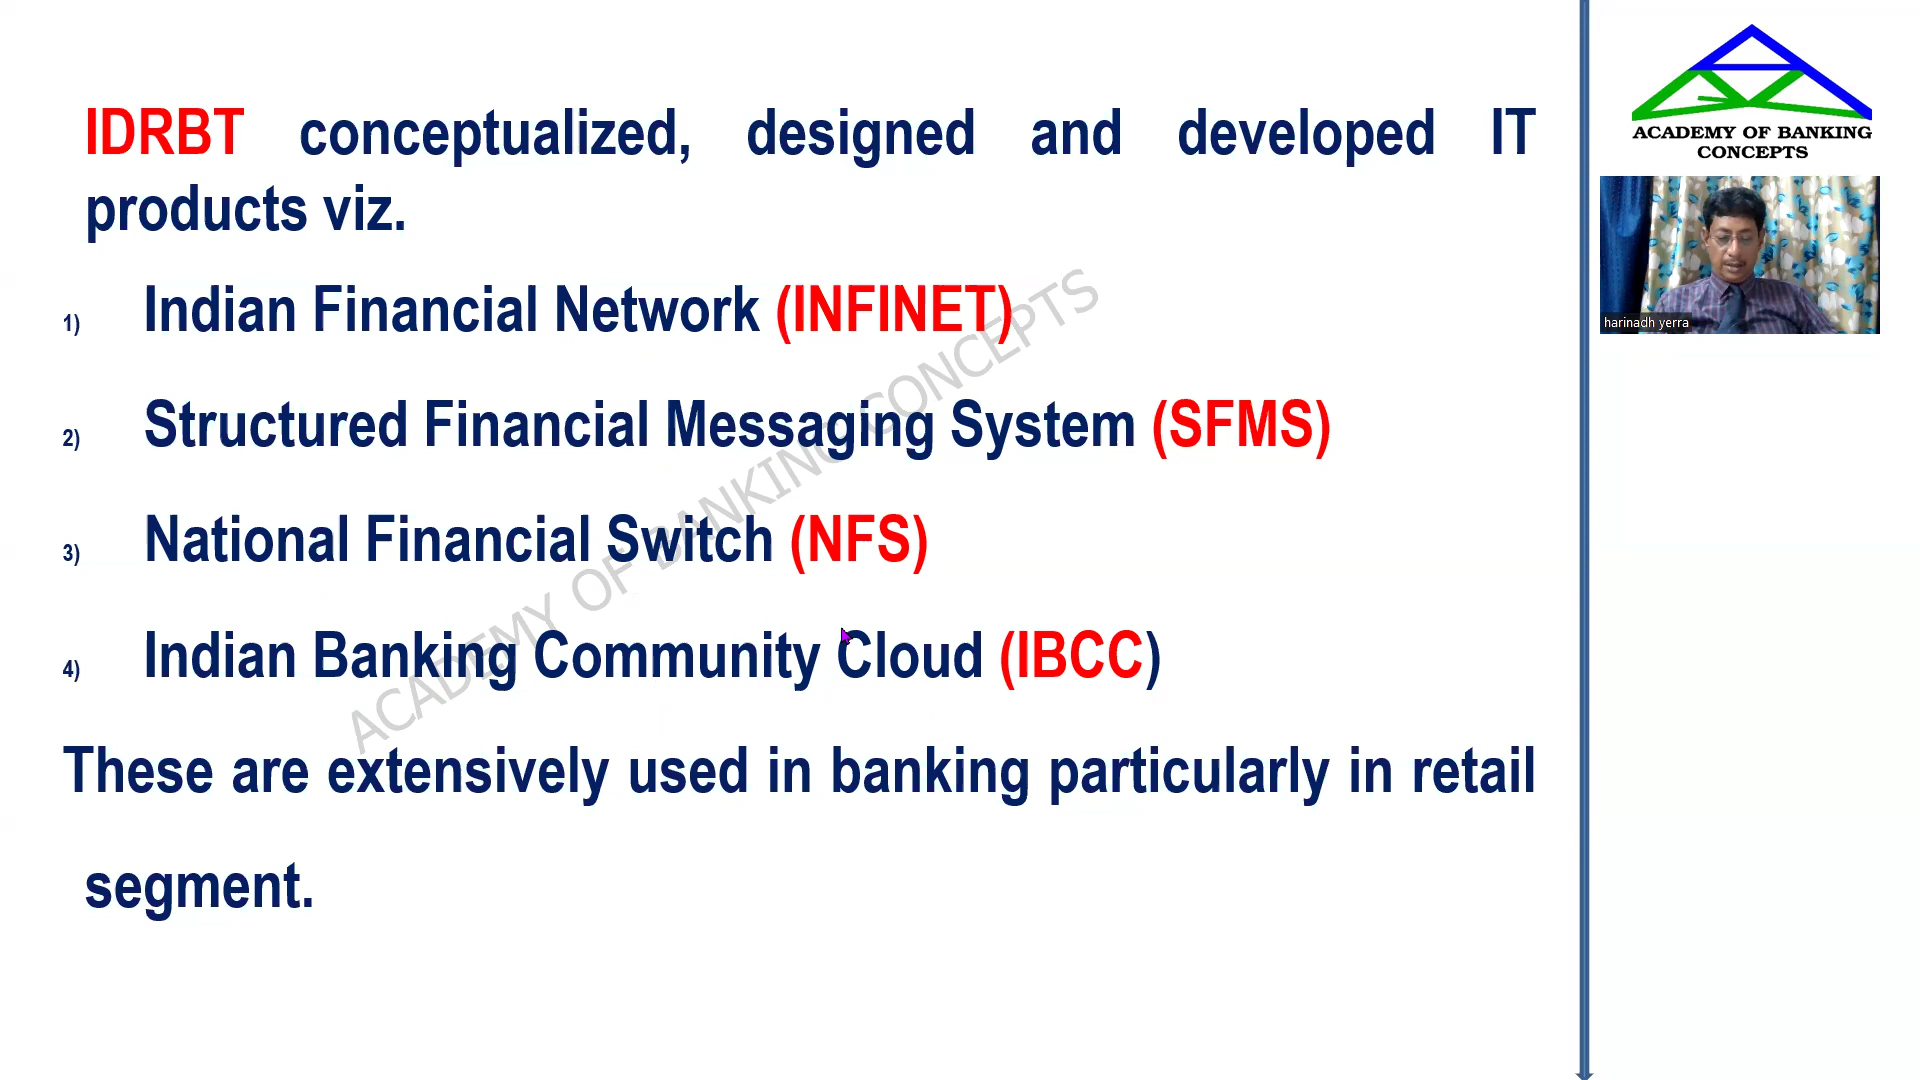 IDRBT conceptualized, designed and developed IT
products viz.
1) Indian Financial Network (INFINET)
2) Structured Financial Messaging System (SFMS)
3) National Financial Switch (NFS)
4) Indian Banking Community Cloud (IBCC)
These are extensively used in banking particularly in retail
segment.
ACADEMY OF BANKING CONCEPTS
ACADEMY OF BANKING
CONCEPTS
harinadh yerra